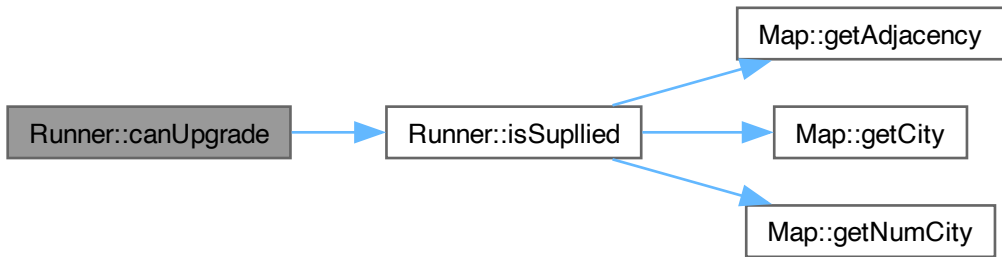 Map::getAdjacency
Runner::canUpgrade
Runner::isSupllied
Map::getCity
Map::getNumCity